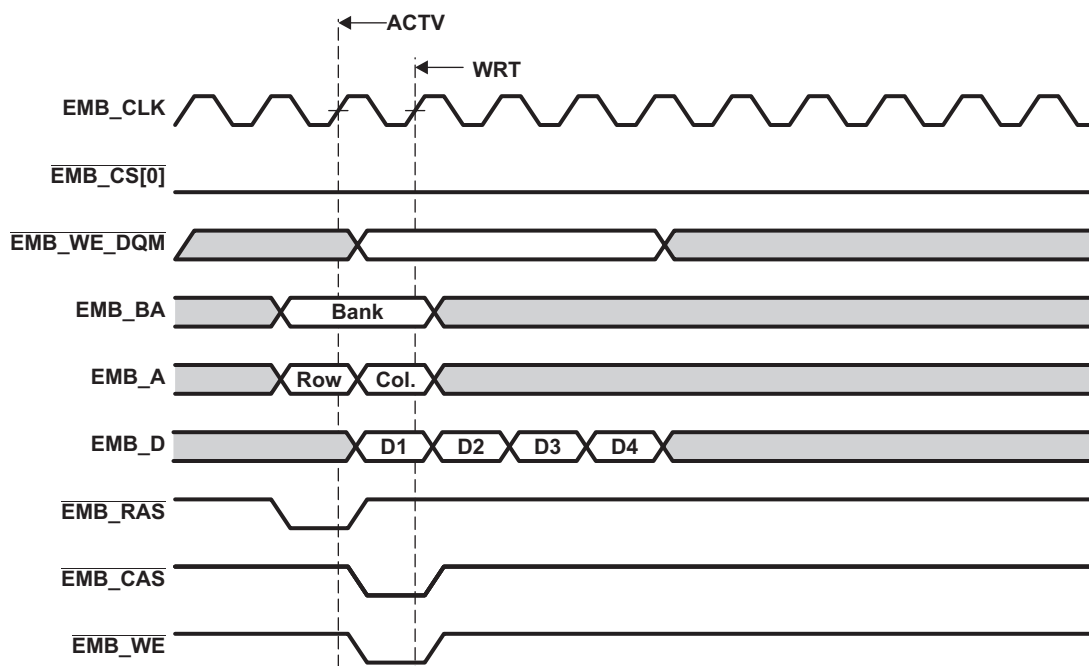 ACTV
WRT
EMB_CLK
EMB_CS[0]
EMB_WE_DQM
EMB_BA
Bank
EMB_A
Row
Col.
EMB_D
D1
D2
D3
D4
EMB_RAS
EMB_CAS
EMB_WE